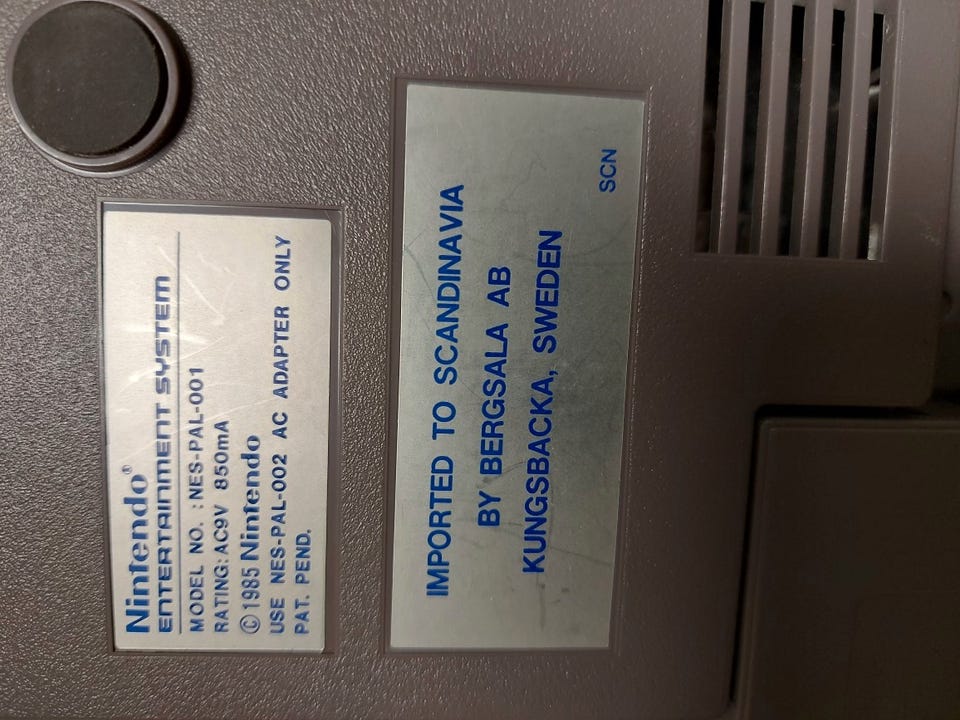 Nintendo®
ENTERTAINMENT SYSTEM
MODEL NO. : NES-PAL-001
RATING: AC9V 850mA
©1985 Nintendo
USE NES-PAL-002 AC ADAPTER ONLY
PAT. PEND.
IMPORTED TO SCANDINAVIA
BY BERGSALA AB
KUNGSBACKA, SWEDEN
SCN